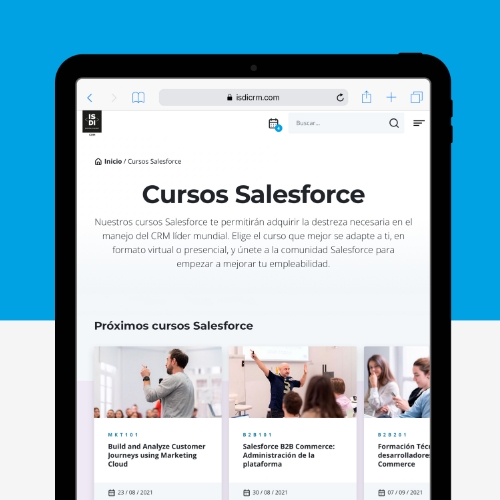 isdicrm.com
IS
DI
CRM
Buscar...
Inicio / Cursos Salesforce
Cursos Salesforce
Nuestros cursos Salesforce te permitirán adquirir la destreza necesaria en el
manejo del CRM líder mundial. Elige el curso que mejor se adapte a ti, en
formato virtual o presencial, y únete a la comunidad Salesforce para
empezar a mejorar tu empleabilidad.
Próximos cursos Salesforce
MKT101
Build and Analyze Customer
Journeys using Marketing
Cloud
23 / 08 / 2021
B2B101
Salesforce B2B Commerce:
Administración de la
plataforma
30 / 08 / 2021
B2B201
Formación Téc
desarrolladore
Commerce
07 / 09 / 2021